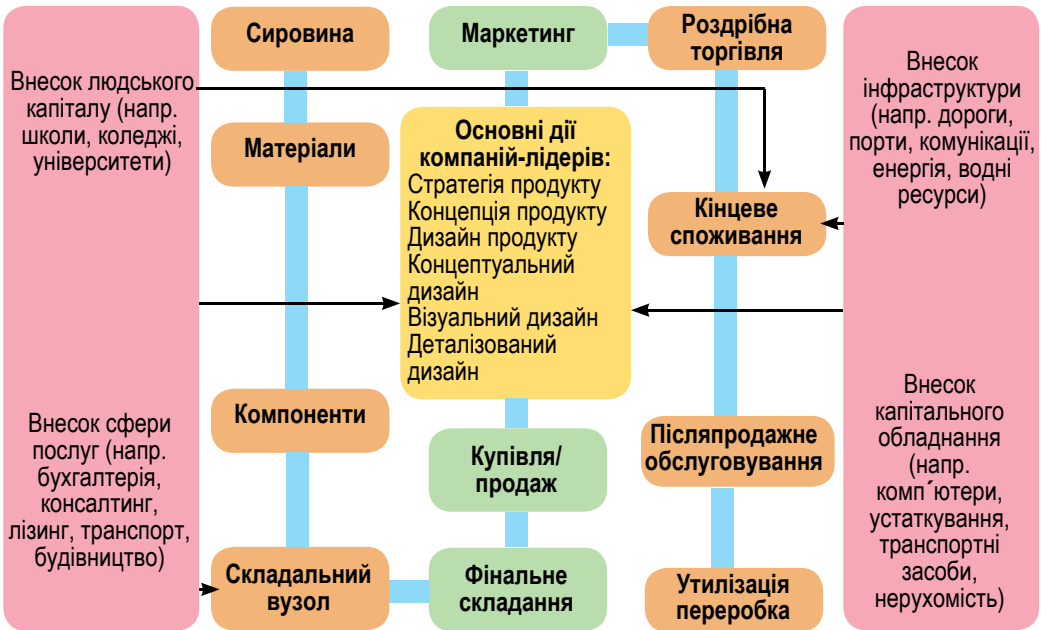 Внесок людського
капіталу (напр.
школи, коледжі,
університети)
Внесок сфери
послуг (напр.
бухгалтерія,
консалтинг,
лізинг, транспорт,
будівництво)
Сировина
Матеріали
Компоненти
Складальний
вузол
Маркетинг
Основні дії
компаній-лідерів:
Стратегія продукту
Концепція продукту
Дизайн продукту
Концептуальний
дизайн
Візуальний дизайн
Деталізований
дизайн
Купівля/
продаж
Фінальне
складання
Роздрібна
торгівля
Кінцеве
споживання
Післяпродажне
обслуговування
Утилізація
переробка
Внесок
інфраструктури
(напр. дороги,
порти, комунікації,
енергія, водні
ресурси)
Внесок
капітального
обладнання
(напр.
комп´ютери,
устаткування,
транспортні
засоби,
нерухомість)